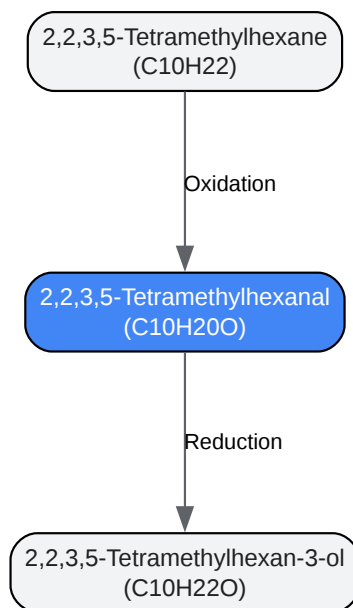 2,2,3,5-Tetramethylhexane
(C10H22)
Oxidation
2,2,3,5-Tetramethylhexanal
(C10H20O)
Reduction
2,2,3,5-Tetramethylhexan-3-ol
(C10H22O)